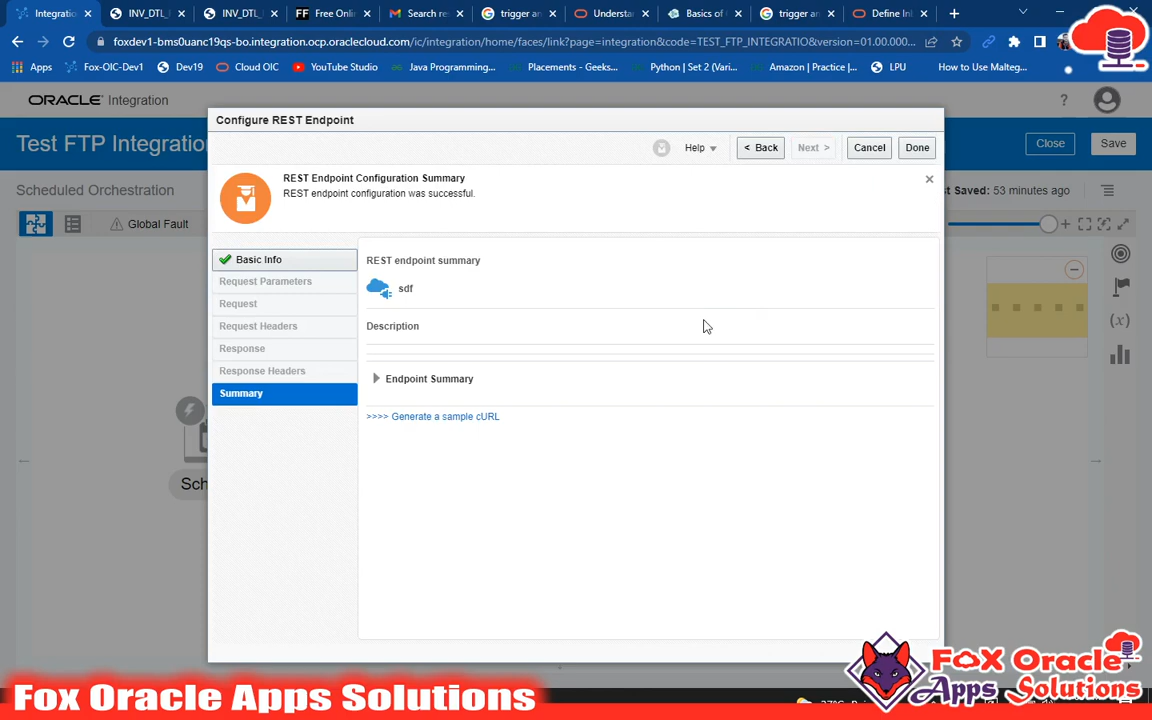 Integratio
INV_DTL_
INV_DTL_
Free Onlin
Search res
trigger an
Understa
Basics of
trigger an
Define In
foxdev1-bms0uanc19qs-bo.integration.ocp.oraclecloud.com/ic/integration/home/faces/link?page=integration&code=TEST_FTP_INTEGRATIO&version=01.00.000...
Apps
Fox-OIC-Dev1
Dev19
Cloud OIC
YouTube Studio
Java Programming...
Placements - Geeks...
Python | Set 2 (Vari...
Amazon | Practice |...
LPU
How to Use Malteg...
ORACLE Integration
Test FTP Integration
Close
Save
Scheduled Orchestration
t Saved: 53 minutes ago
Global Fault
Sch
Configure REST Endpoint
Help
< Back
Next >
Cancel
Done
REST Endpoint Configuration Summary
REST endpoint configuration was successful.
Basic Info
Request Parameters
Request
Request Headers
Response
Response Headers
Summary
REST endpoint summary
sdf
Description
Endpoint Summary
>>>> Generate a sample cURL
(x)
Fox Oracle Apps Solutions
FOX Oracle
Apps Solutions